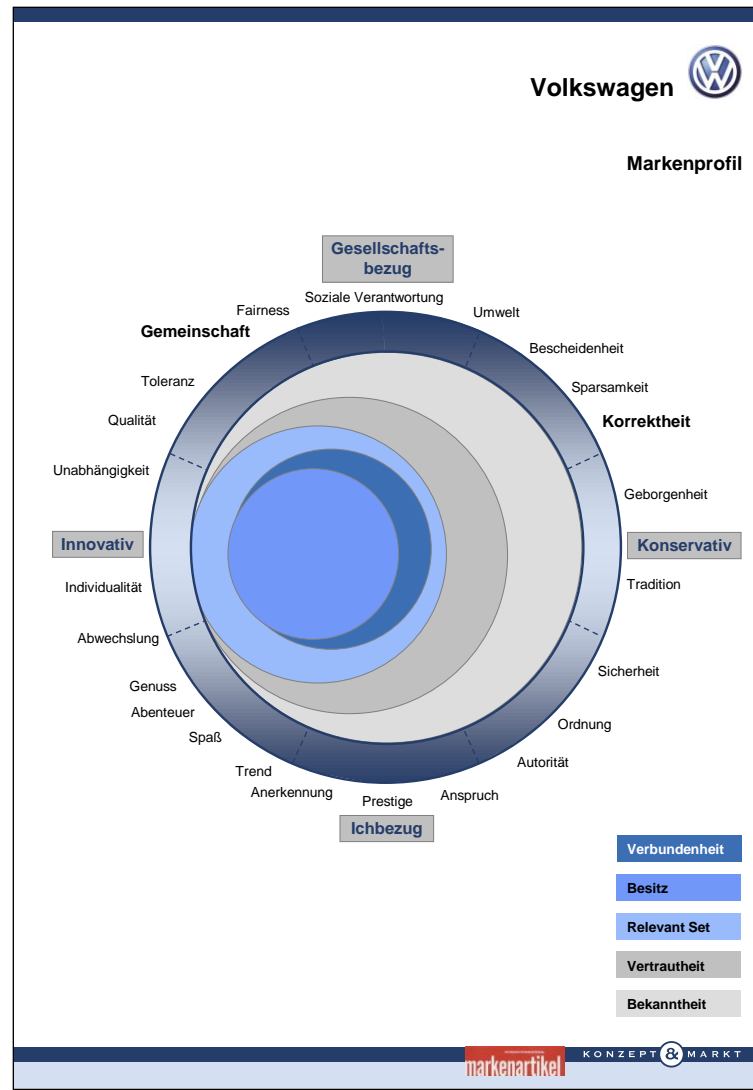 Volkswagen
Markenprofil
Gesellschafts-
bezug
Soziale Verantwortung
Fairness
Umwelt
Gemeinschaft
Bescheidenheit
Toleranz
Sparsamkeit
Qualität
Korrektheit
Unabhängigkeit
Geborgenheit
Innovativ
Konservativ
Individualität
Tradition
Abwechslung
Sicherheit
Genuss
Abenteuer
Ordnung
Spaß
Autorität
Trend
Anerkennung
Prestige
Anspruch
Ichbezug
Verbundenheit
Besitz
Relevant Set
Vertrautheit
Bekanntheit
markenartikel
KONZEPT & MARKT